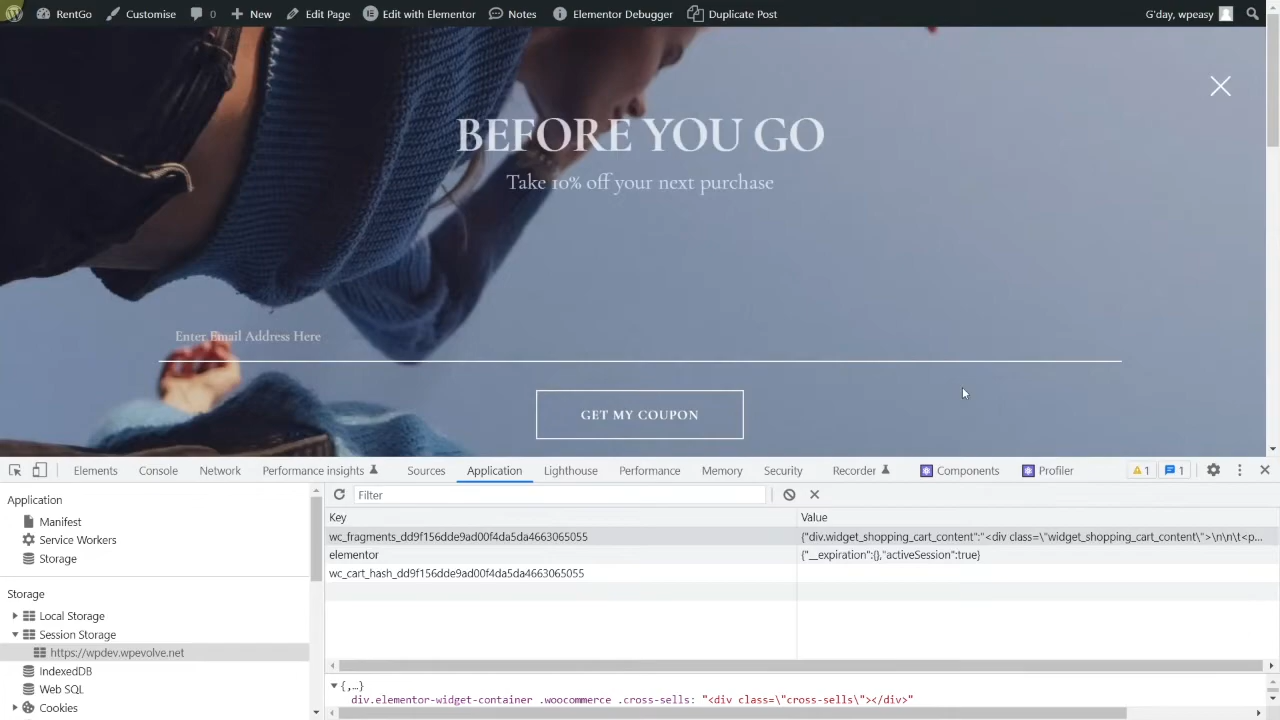 RentGo Customise 0 New Edit Page Edit with Elementor Notes Elementor Debugger Duplicate Post G'day, wpeasy
BEFORE YOU GO
Take 10% off your next purchase
Enter Email Address Here
GET MY COUPON
Elements Console Network Performance insights Sources Application Lighthouse Performance Memory Security Recorder Components Profiler 1 1
Application
Manifest
Service Workers
Storage
Storage
Local Storage
Session Storage
https://wpdev.wpevolve.net
IndexedDB
Web SQL
Cookies
Filter
Key Value
wc_fragments_dd9f156dde9ad00f4da5da4663065055 {"div.widget_shopping_cart_content":"<div class=\"widget_shopping_cart_content\">\n\n\t<p...
elementor {"__expiration":{},"activeSession":true}
wc_cart_hash_dd9f156dde9ad00f4da5da4663065055
{,…}
div.elementor-widget-container .woocommerce .cross-sells: "<div class=\"cross-sells\"></div>"